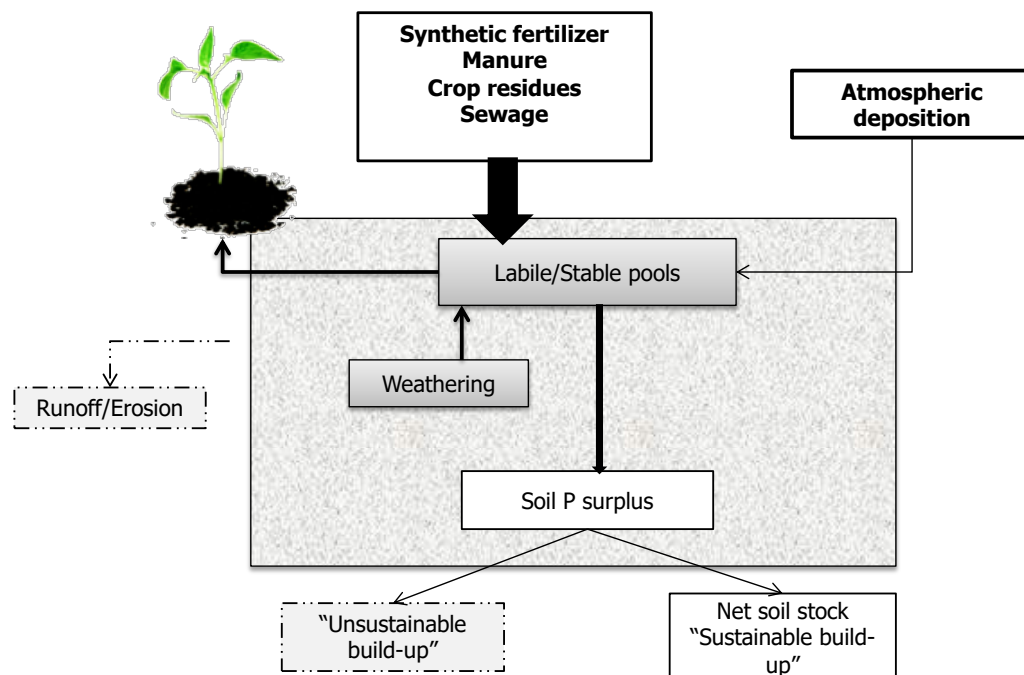 Synthetic fertilizer
Manure
Crop residues
Sewage
Atmospheric
deposition
Labile/Stable pools
Weathering
Runoff/Erosion
Soil P surplus
“Unsustainable
build-up”
Net soil stock
“Sustainable build-
up”